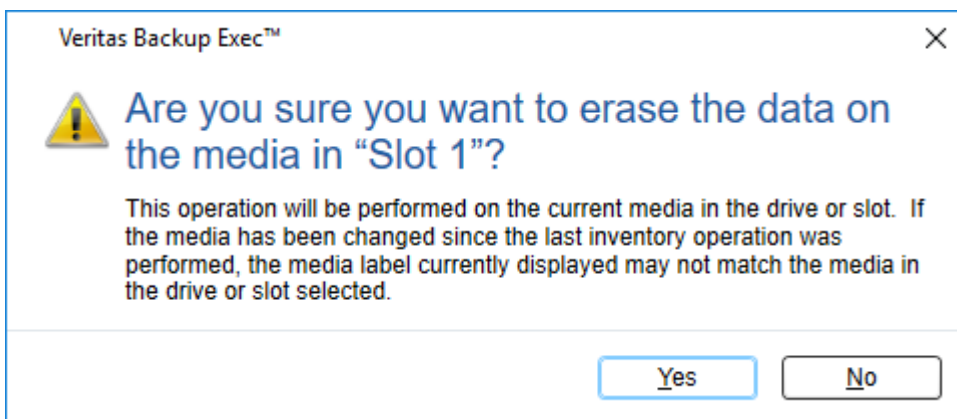 Veritas Backup Exec™
Are you sure you want to erase the data on
the media in “Slot 1”?
This operation will be performed on the current media in the drive or slot.  If
the media has been changed since the last inventory operation was
performed, the media label currently displayed may not match the media in
the drive or slot selected.
Yes
No